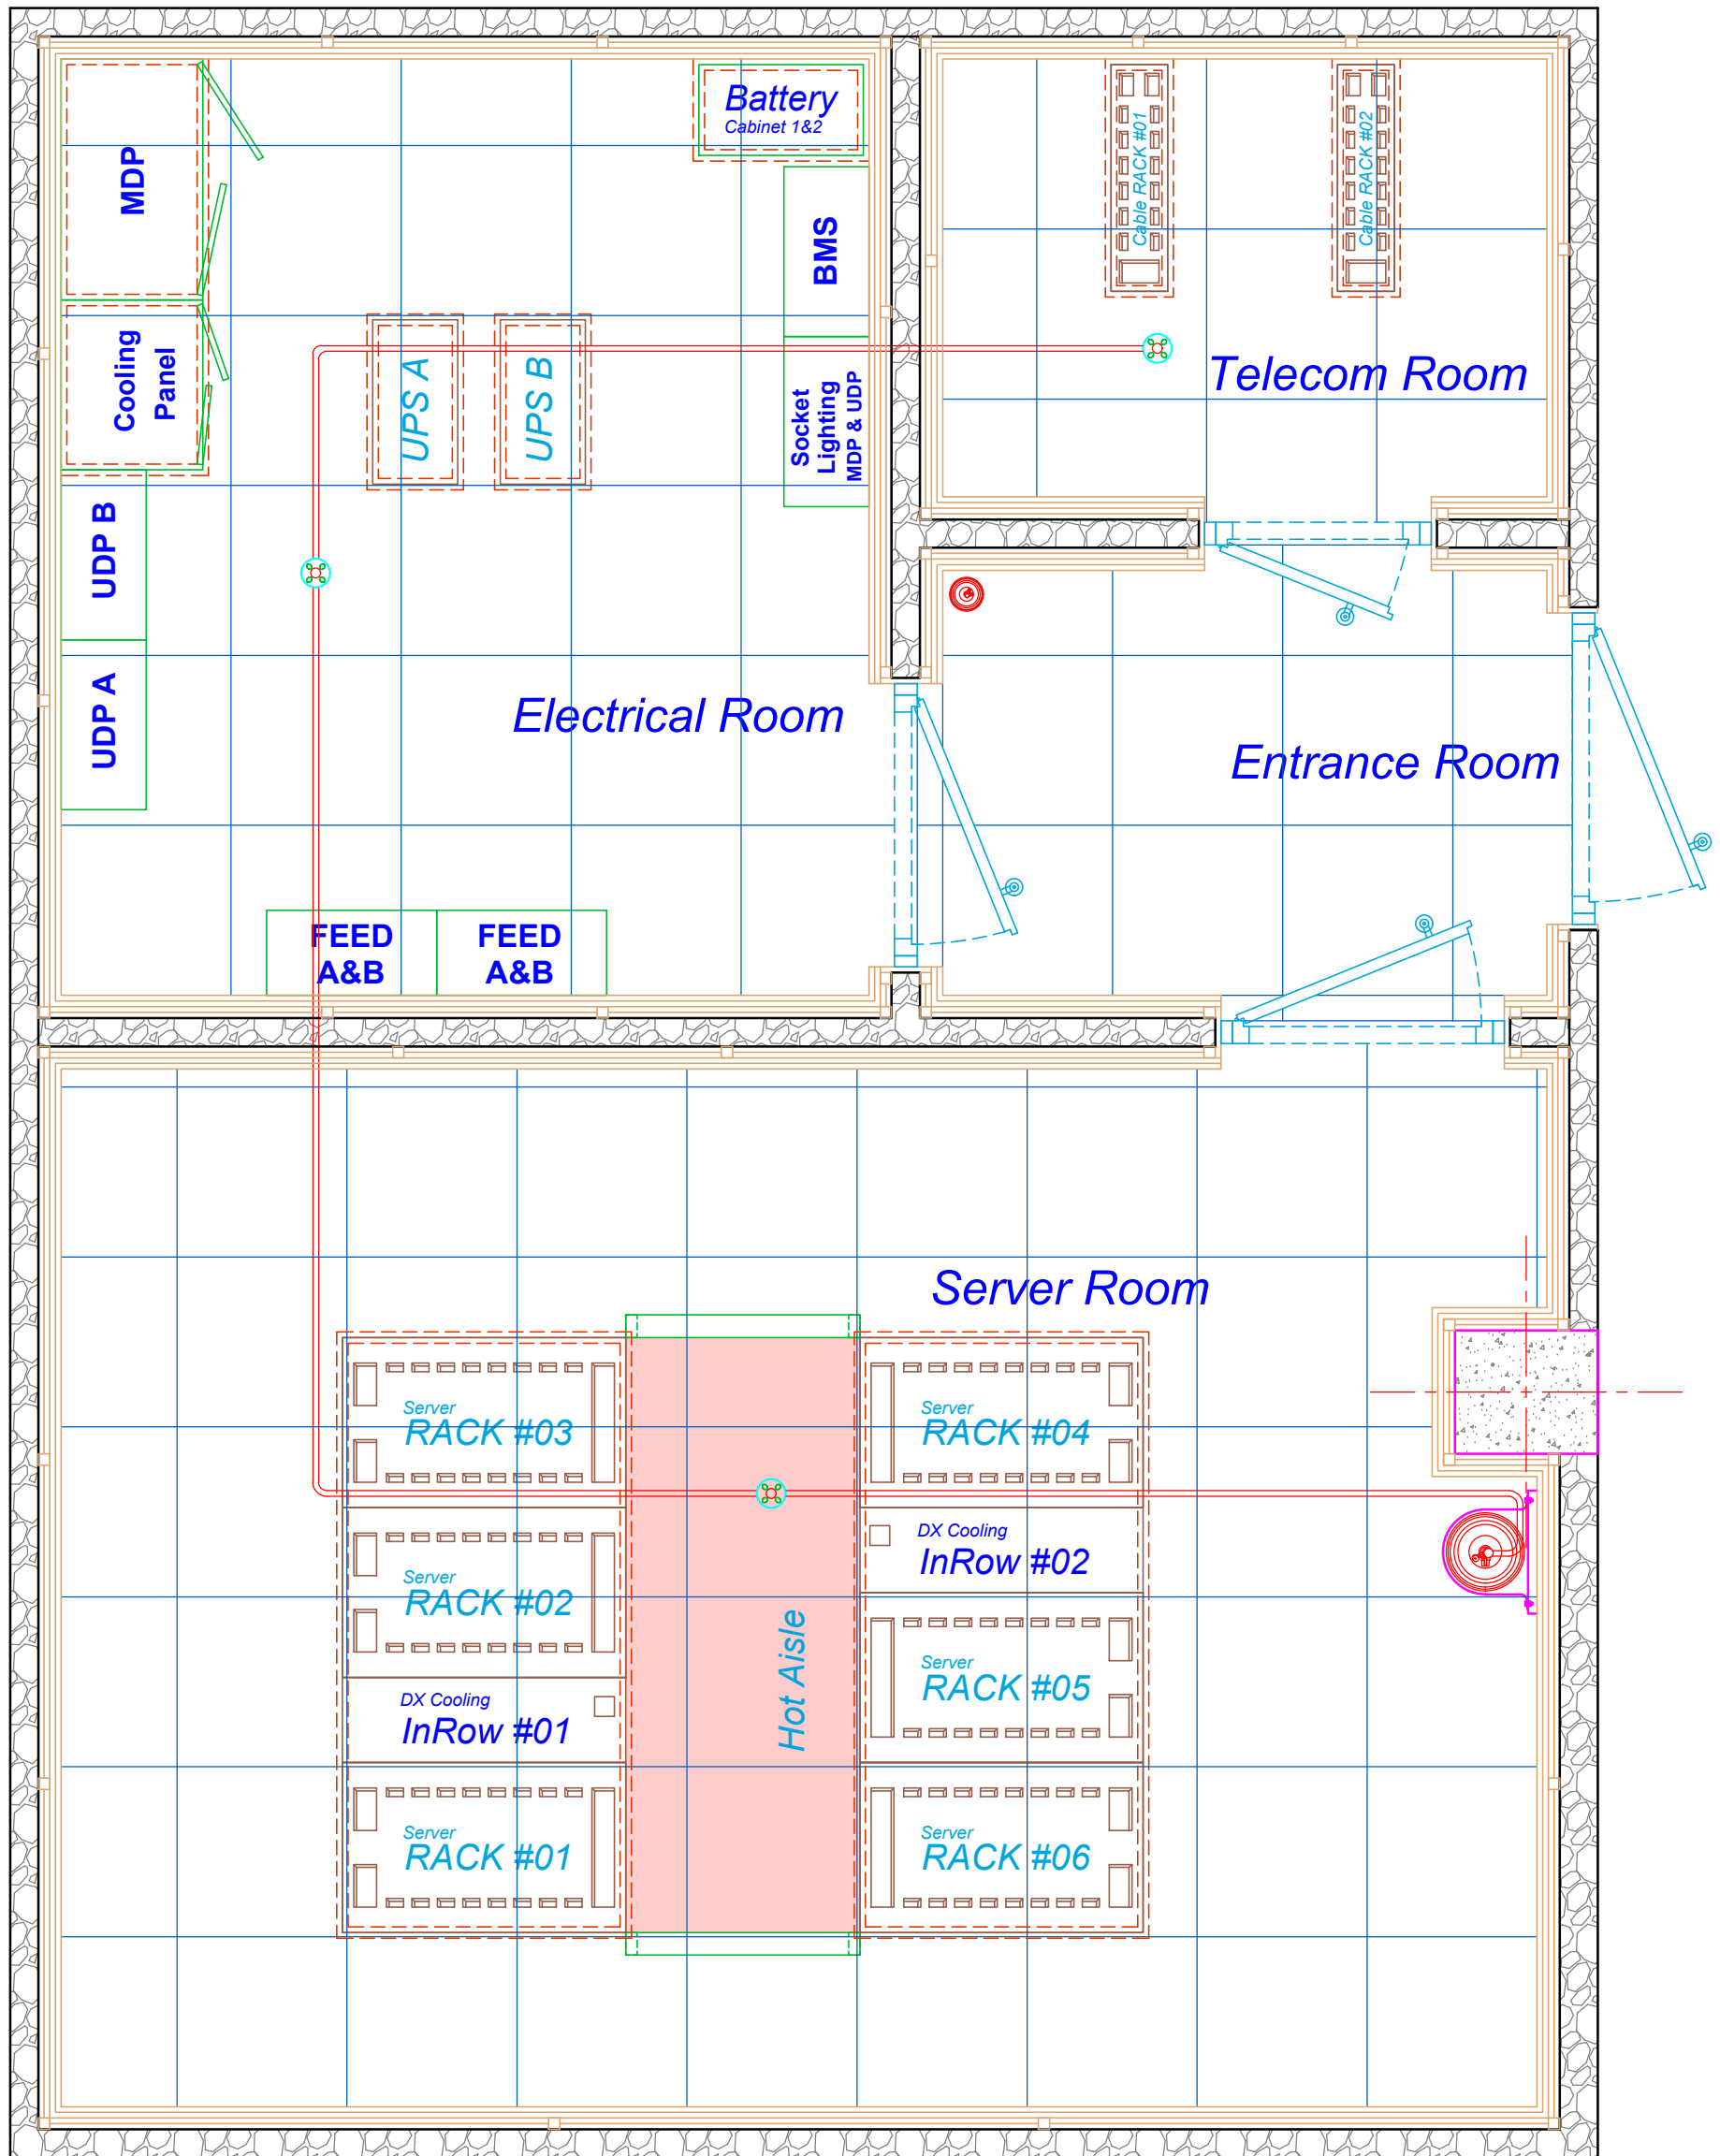 Battery
Cabinet 1&2
MDP
BMS
Cable RACK #01
Cable RACK #02
Cooling
Panel
UPS A
UPS B
Socket
Lighting
MDP & UDP
Telecom Room
UDP B
UDP A
Electrical Room
Entrance Room
FEED
A&B
FEED
A&B
Server Room
Server
RACK #03
Server
RACK #04
DX Cooling
InRow #02
Server
RACK #02
Hot Aisle
Server
RACK #05
DX Cooling
InRow #01
Server
RACK #01
Server
RACK #06